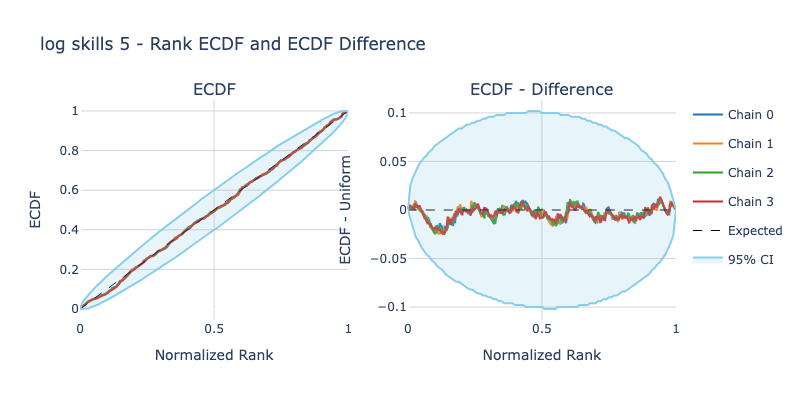 log skills 5 - Rank ECDF and ECDF Difference
ECDF
ECDF - Difference
1
0.8
0.6
0.4
0.2
0
ECDF
0
0.5
1
Normalized Rank
0.1
0.05
0
−0.05
−0.1
ECDF - Uniform
0
0.5
1
Normalized Rank
Chain 0
Chain 1
Chain 2
Chain 3
Expected
95% CI